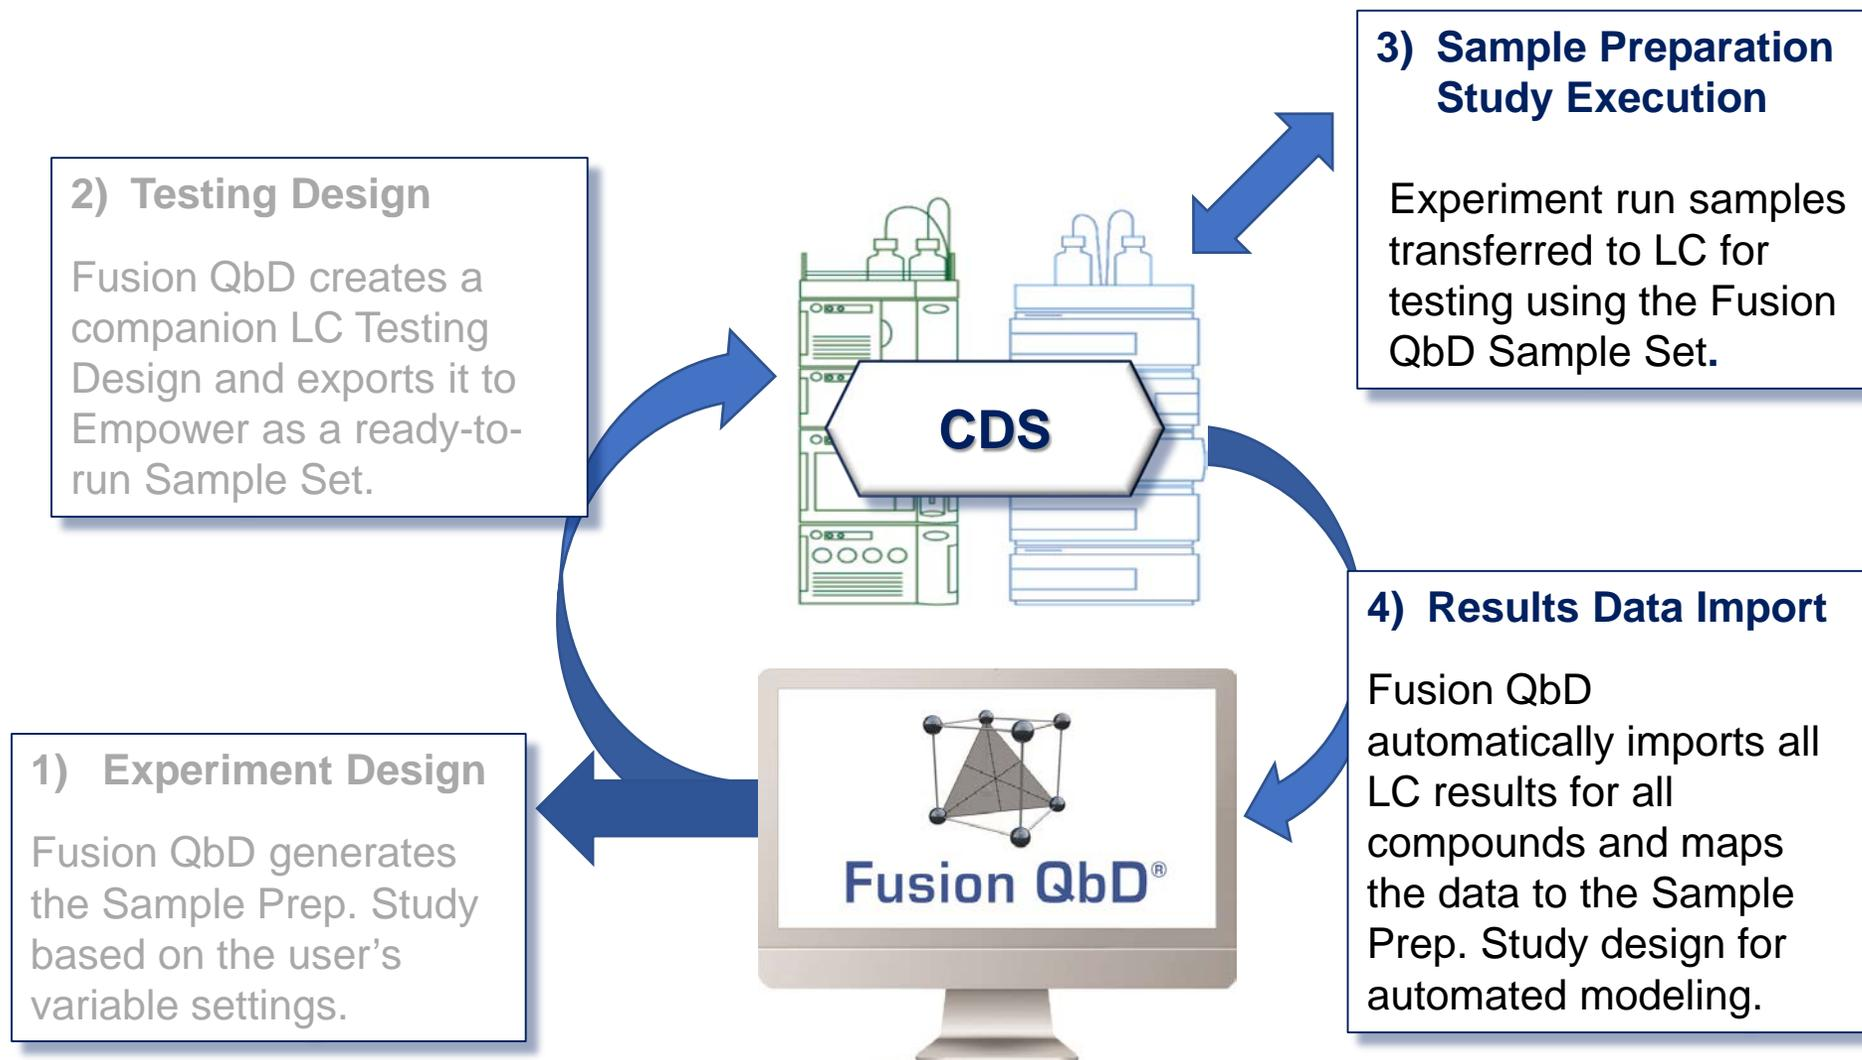 1) Experiment Design
Fusion QbD generates
the Sample Prep. Study
based on the user’s
variable settings.
2) Testing Design
Fusion QbD creates a
companion LC Testing
Design and exports it to
Empower as a ready-to-
run Sample Set.
3) Sample Preparation
Study Execution
Experiment run samples
transferred to LC for
testing using the Fusion
QbD Sample Set.
4) Results Data Import
Fusion QbD
automatically imports all
LC results for all
compounds and maps
the data to the Sample
Prep. Study design for
automated modeling.
CDS
Fusion QbD®